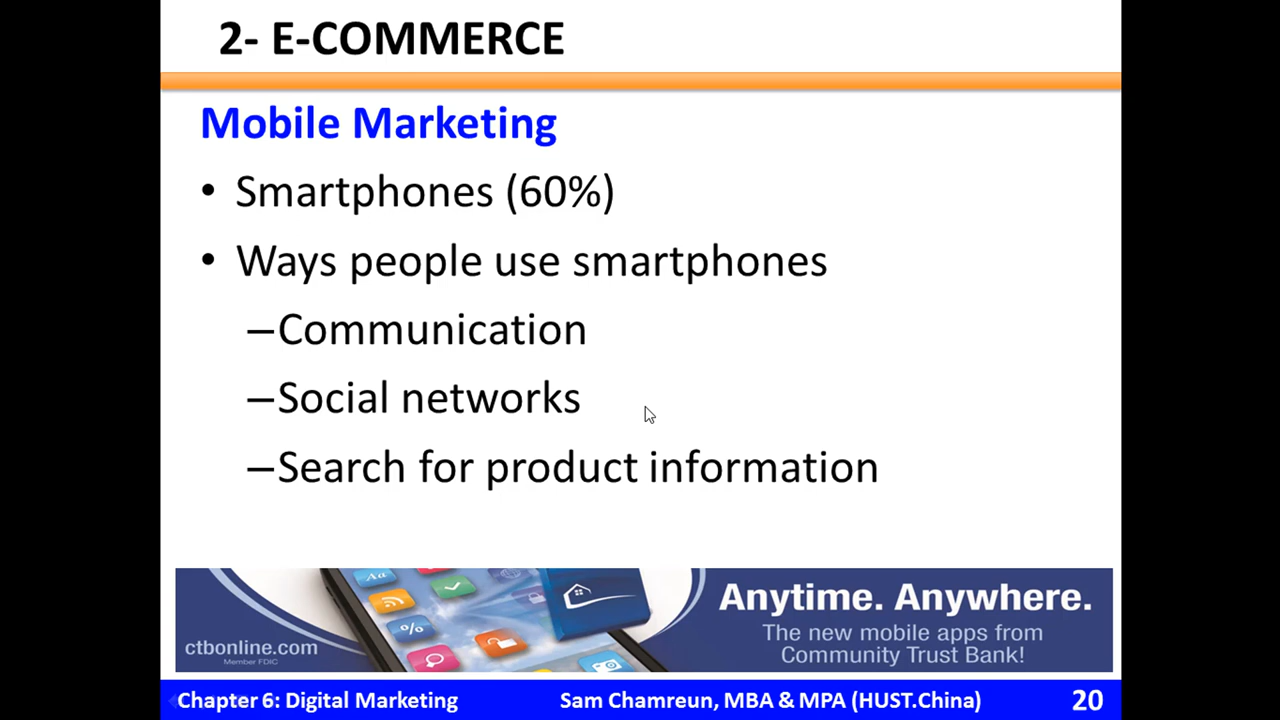 2- E-COMMERCE
Mobile Marketing
• Smartphones (60%)
• Ways people use smartphones
–Communication
–Social networks
–Search for product information
Aa
%
ctbonline.com
Member FDIC
Anytime. Anywhere.
The new mobile apps from
Community Trust Bank!
Chapter 6: Digital Marketing
Sam Chamreun, MBA & MPA (HUST.China)
20